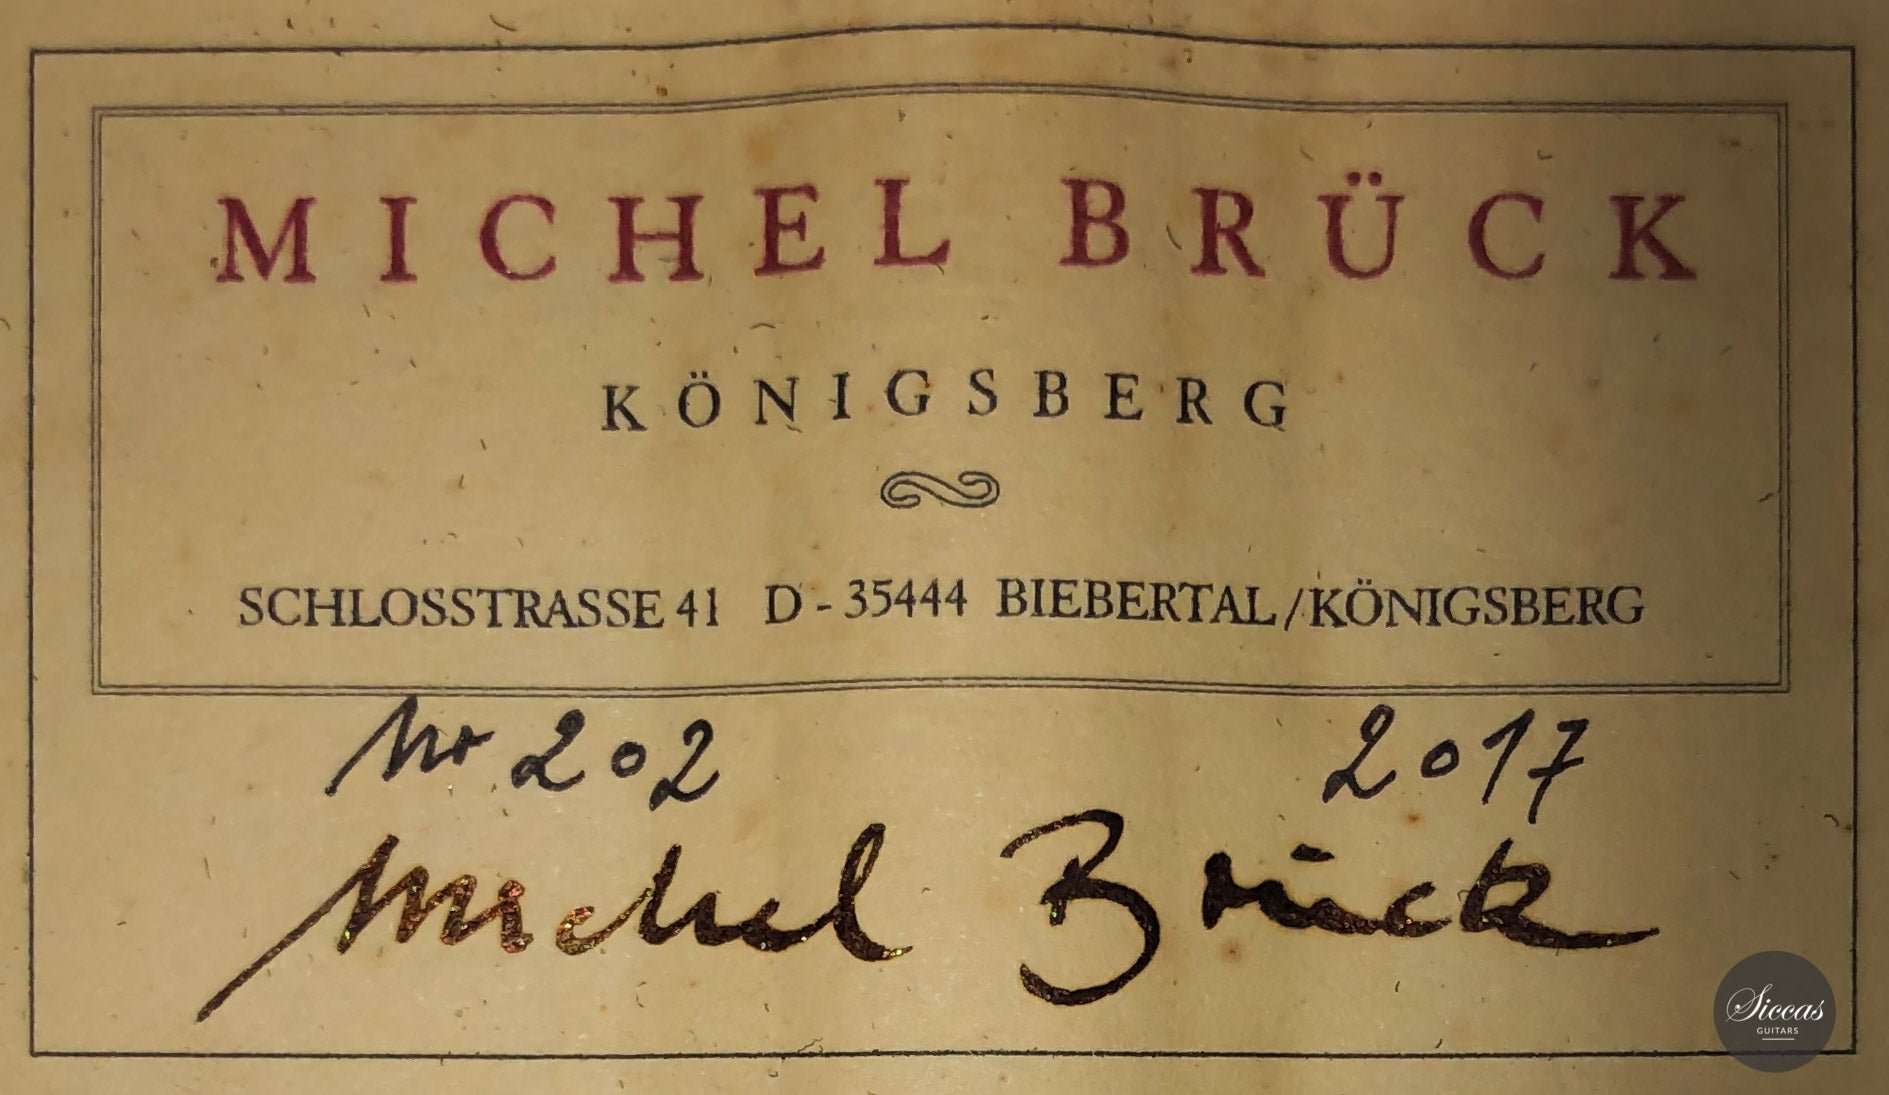 MICHEL BRÜCK
KÖNIGSBERG
SCHLOSSTRASSE 41 D - 35444 BIEBERTAL/KÖNIGSBERG
Nr 202 2017
Michel Brück
Siccas
GUITARS